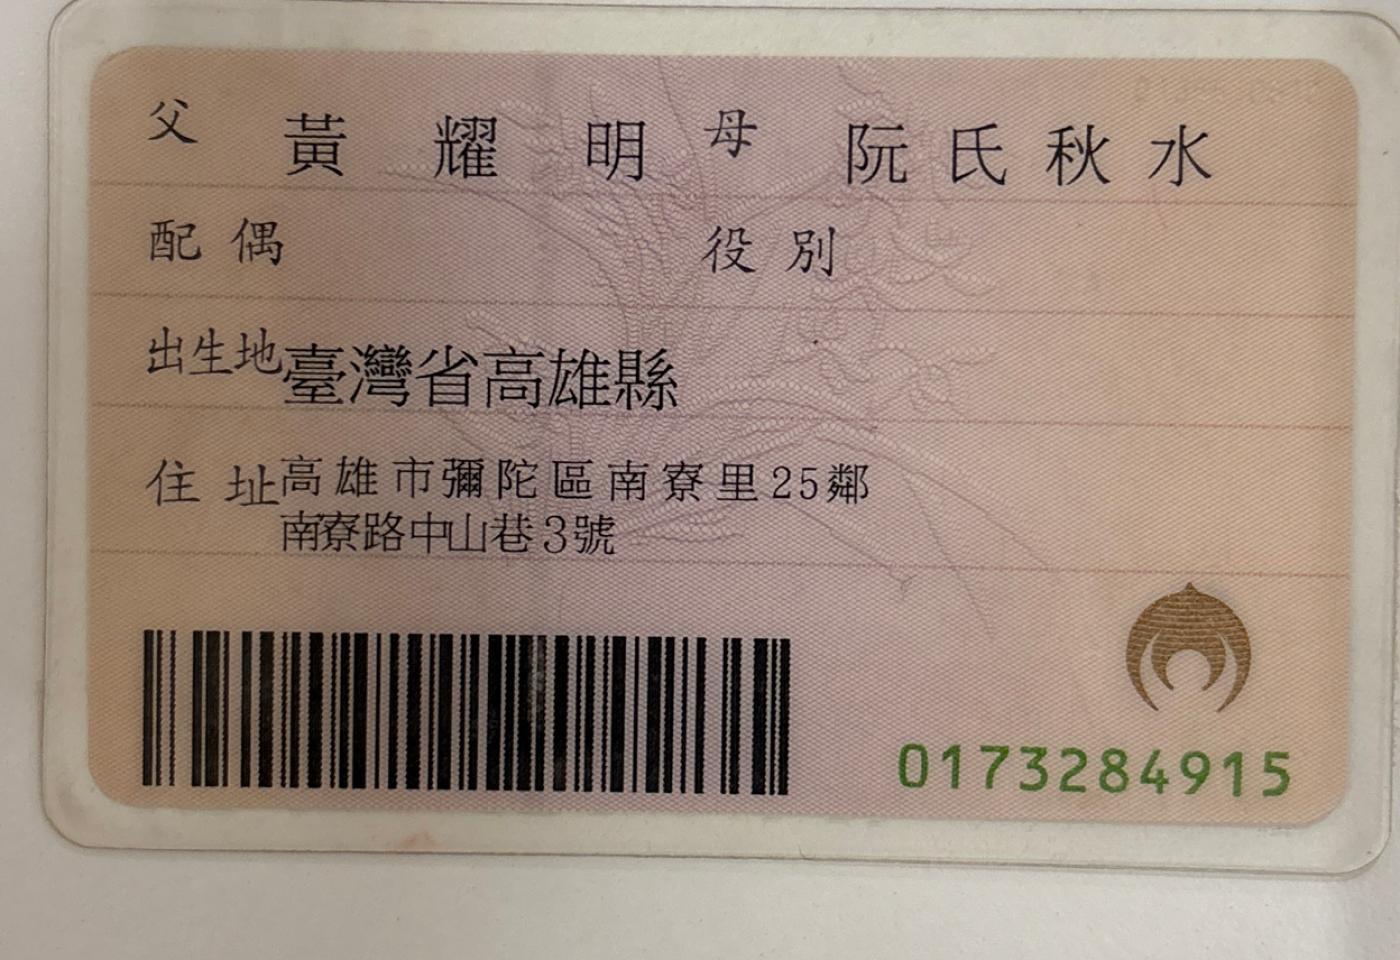 父 黃耀明 母 阮氏秋水
配偶 役別
出生地 臺灣省高雄縣
住址 高雄市彌陀區南寮里25鄰
南寮路中山巷3號
0173284915